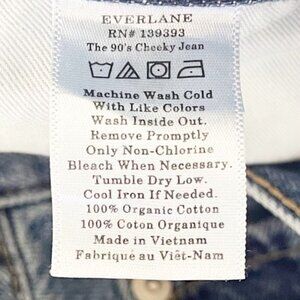 EVERLANE
RN# 139393
The 90's Cheeky Jean
Machine Wash Cold
With Like Colors
Wash Inside Out.
Remove Promptly
Only Non-Chlorine
Bleach When Necessary.
Tumble Dry Low.
Cool Iron If Needed.
100% Organic Cotton
100% Coton Organique
Made in Vietnam
Fabriqué au Viêt-Nam